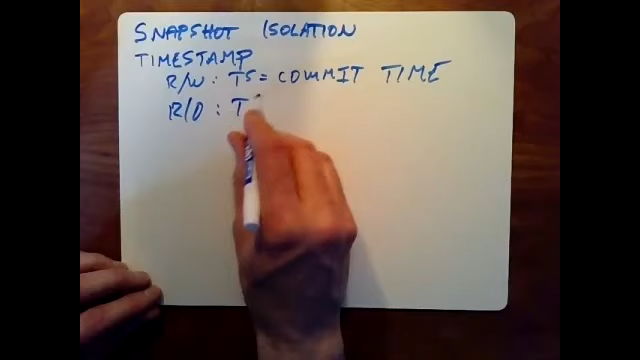 SNAPSHOT ISOLATION
TIMESTAMP
R/W : TS = COMMIT TIME
R/O : T